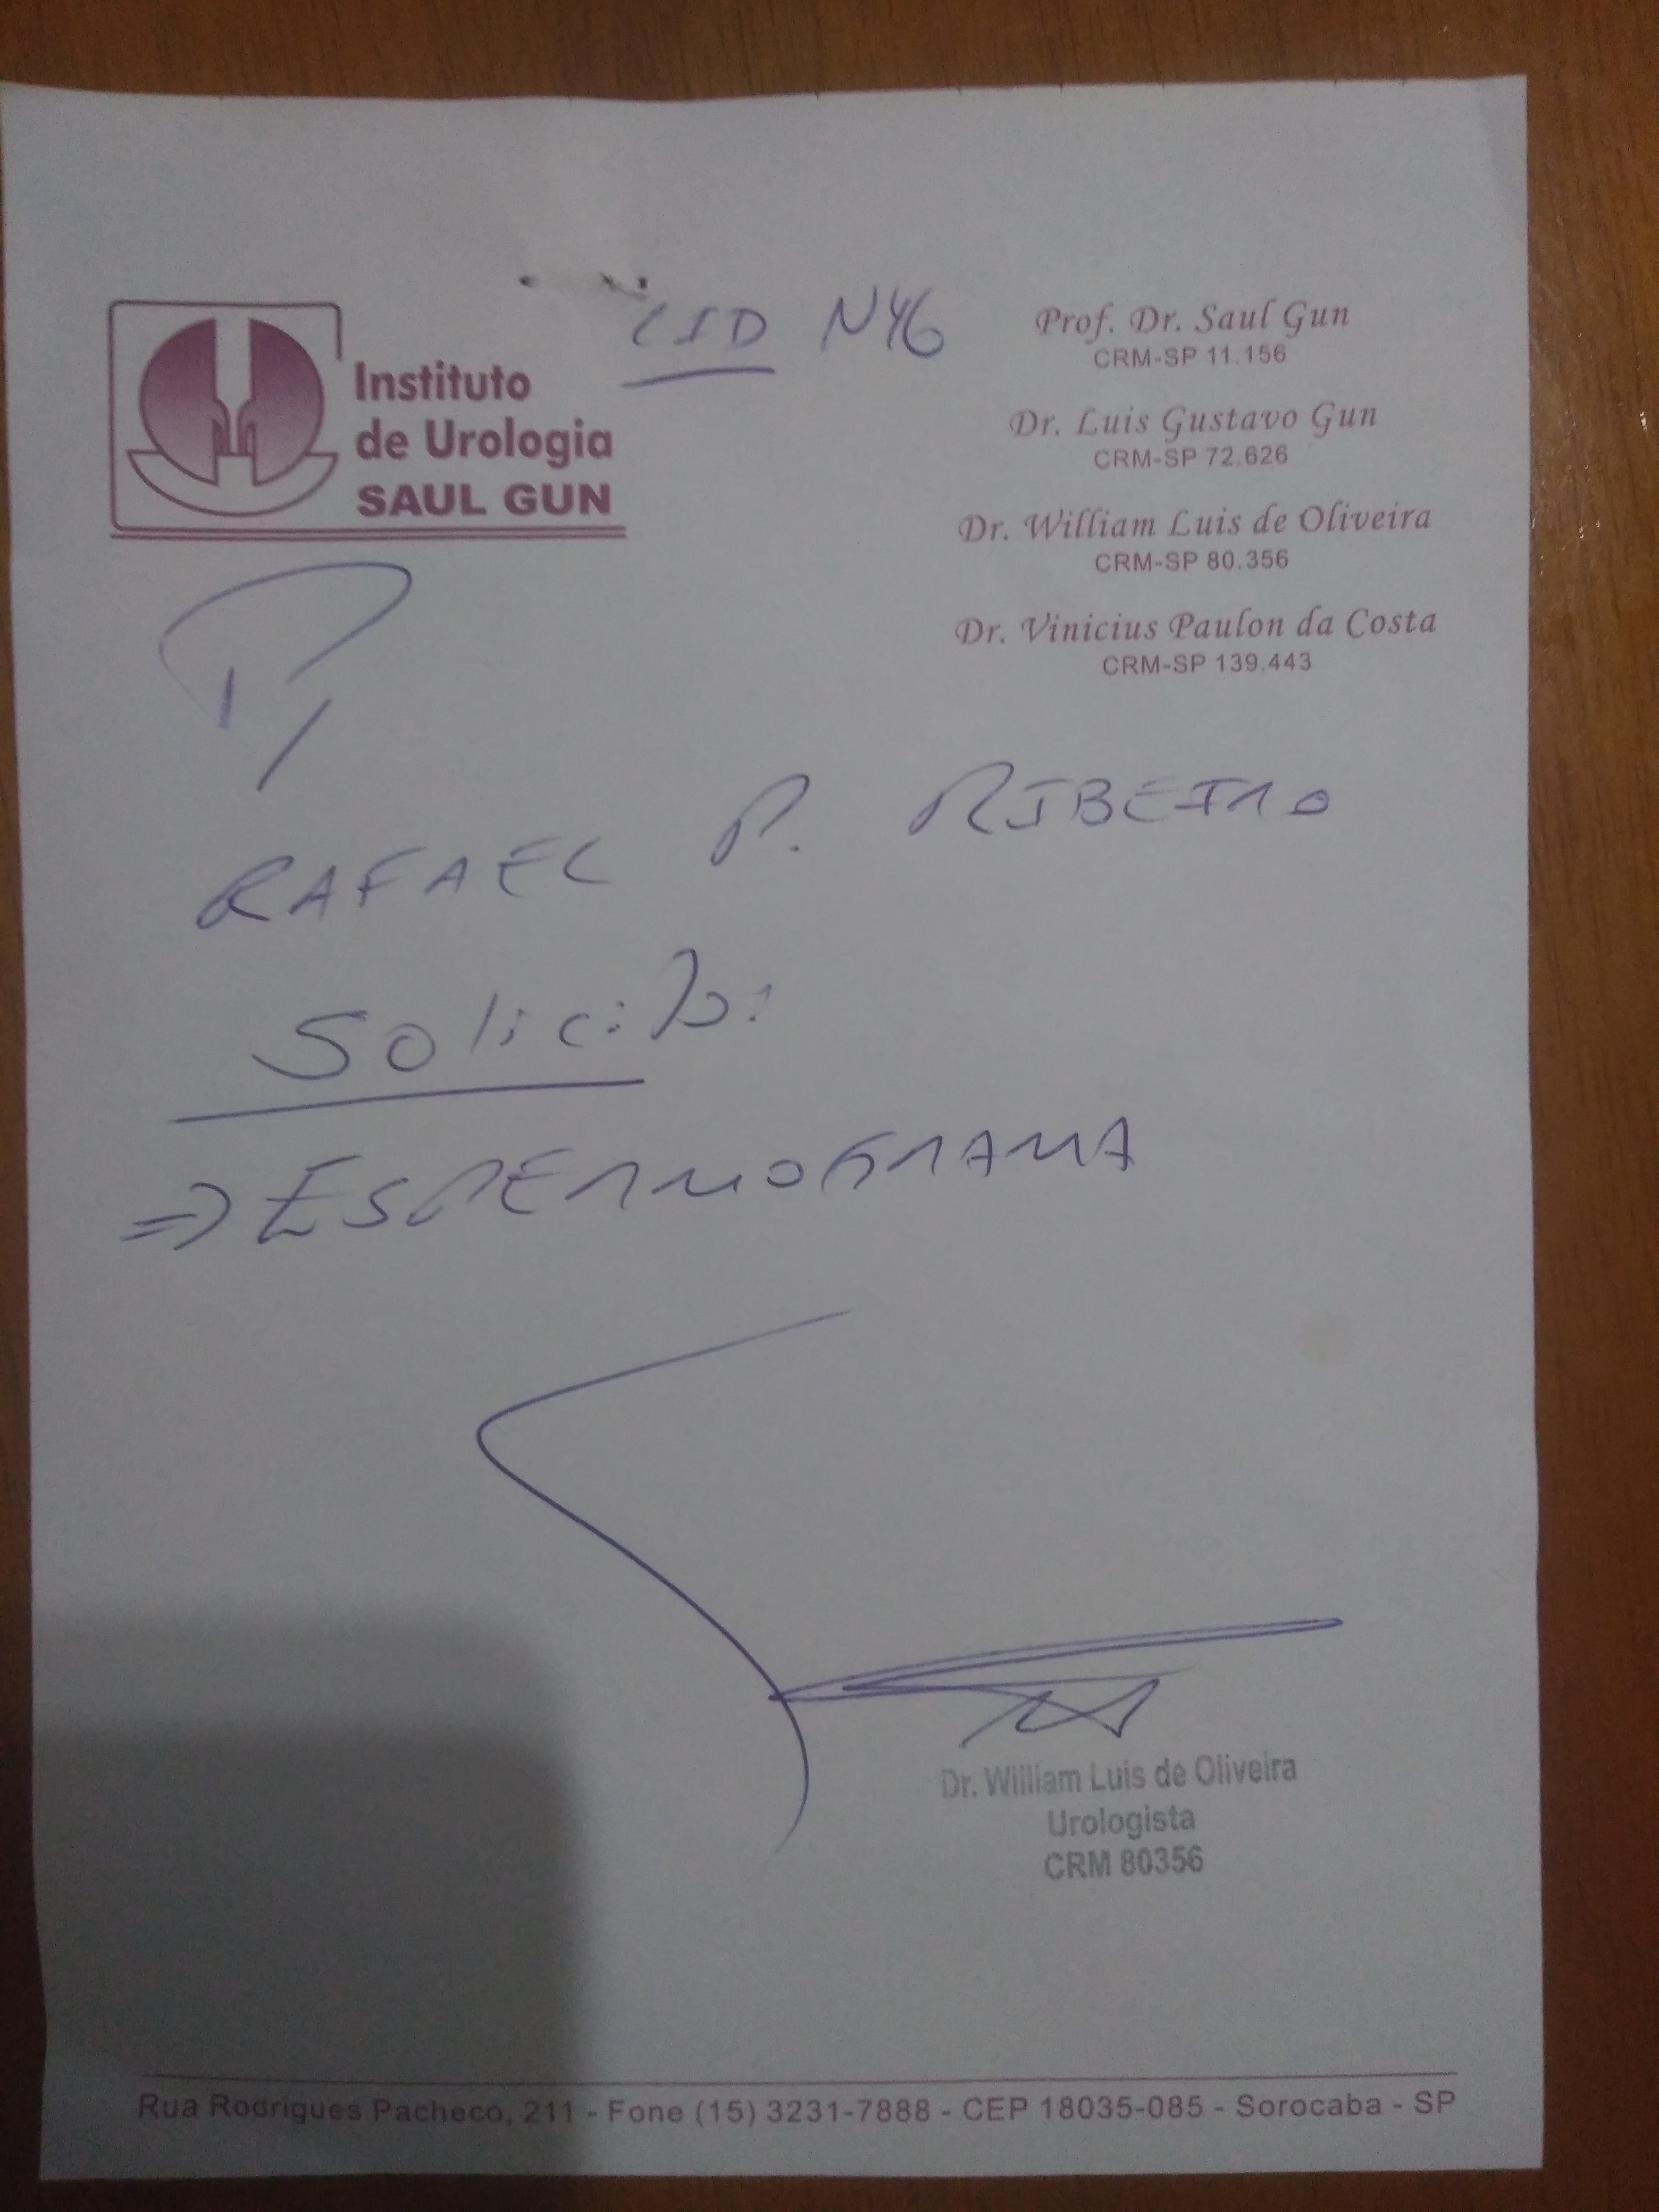 CID N46
Instituto
de Urologia
SAUL GUN
Prof. Dr. Saul Gun
CRM-SP 11.156
Dr. Luis Gustavo Gun
CRM-SP 72.626
Dr. William Luis de Oliveira
CRM-SP 80.356
Dr. Vinicius Paulon da Costa
CRM-SP 139.443
P/
RAFAEL P. RIBEIRO
Solicito:
=> ESPERMOGRAMA
Dr. William Luis de Oliveira
Urologista
CRM 80356
Rua Rodrigues Pacheco, 211 - Fone (15) 3231-7888 - CEP 18035-085 - Sorocaba - SP